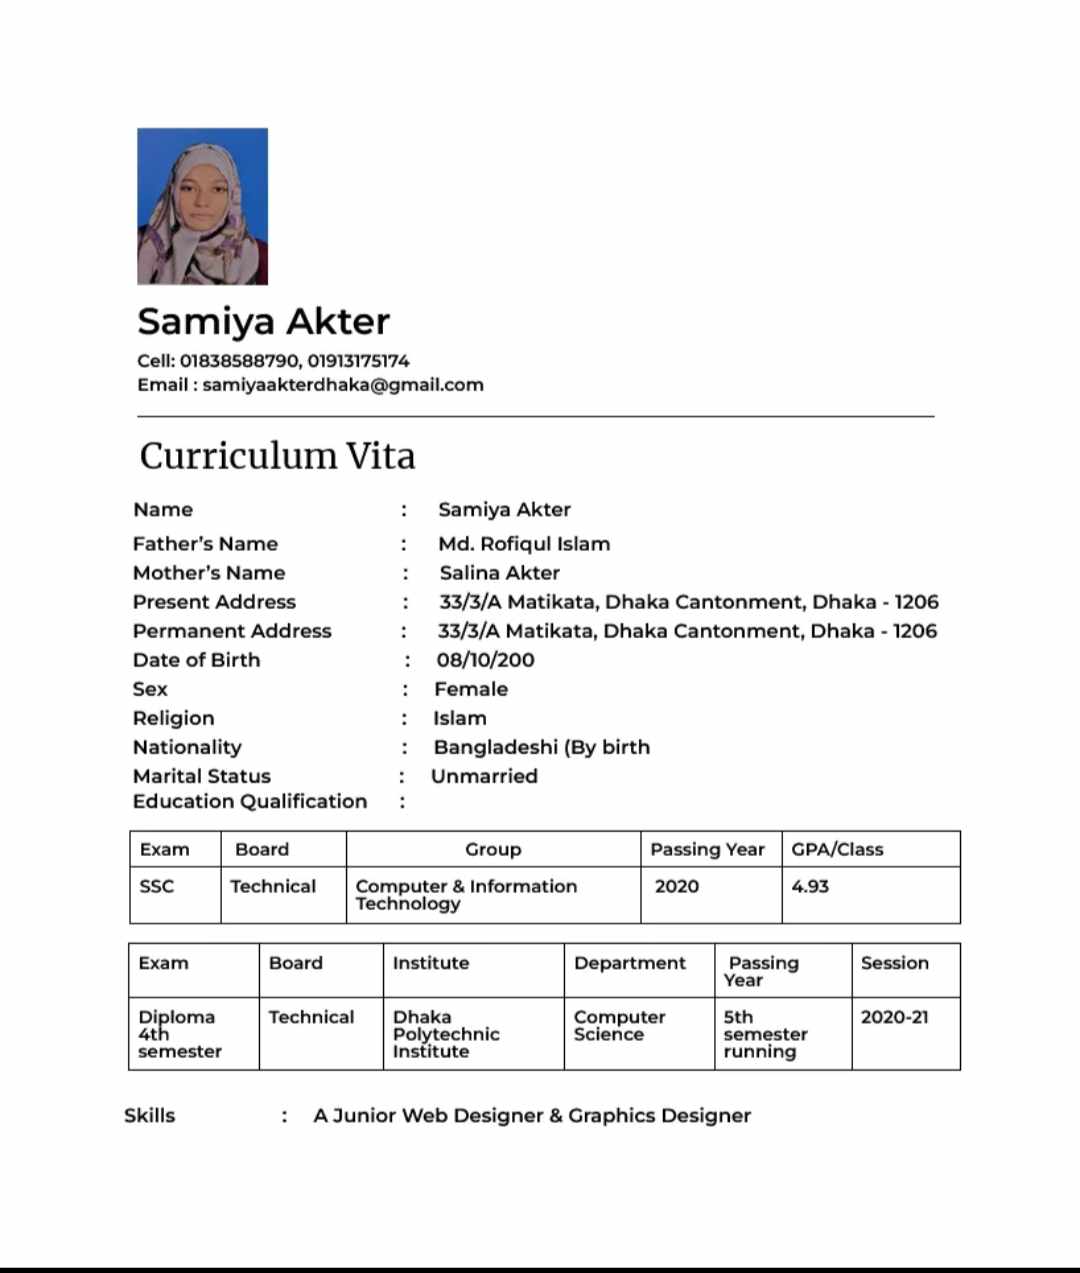 Samiya Akter
Cell: 01838588790, 01913175174
Email : samiyaakterdhaka@gmail.com
Curriculum Vita
Name : Samiya Akter
Father's Name : Md. Rofiqul Islam
Mother's Name : Salina Akter
Present Address : 33/3/A Matikata, Dhaka Cantonment, Dhaka - 1206
Permanent Address : 33/3/A Matikata, Dhaka Cantonment, Dhaka - 1206
Date of Birth : 08/10/200
Sex : Female
Religion : Islam
Nationality : Bangladeshi (By birth
Marital Status : Unmarried
Education Qualification :
Exam Board Group Passing Year GPA/Class
SSC Technical Computer & Information 2020 4.93
Technology
Exam Board Institute Department Passing Session
Year
Diploma Technical Dhaka Computer 5th 2020-21
4th Polytechnic Science semester
semester Institute running
Skills : A Junior Web Designer & Graphics Designer